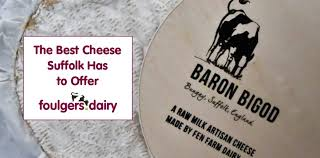 The Best Cheese
Suffolk Has
to Offer
foulgers dairy
BARON BIGOD
Bungay, Suffolk, England
A RAW MILK ARTISAN CHEESE
MADE BY FEN FARM DAIRY